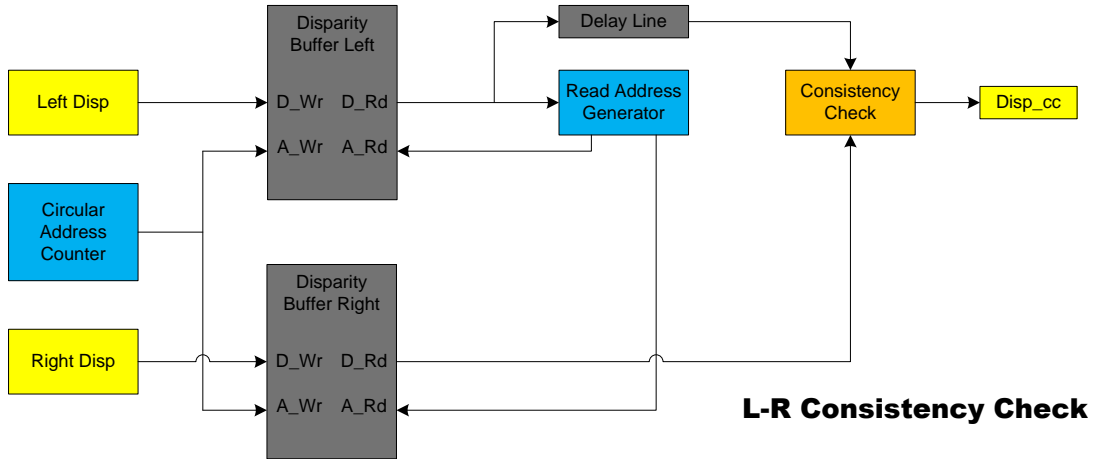 Left Disp
Circular
Address
Counter
Right Disp
Disparity
Buffer Left
D_Wr D_Rd
A_Wr A_Rd
Disparity
Buffer Right
D_Wr D_Rd
A_Wr A_Rd
Delay Line
Read Address
Generator
Consistency
Check
Disp_cc
L-R Consistency Check